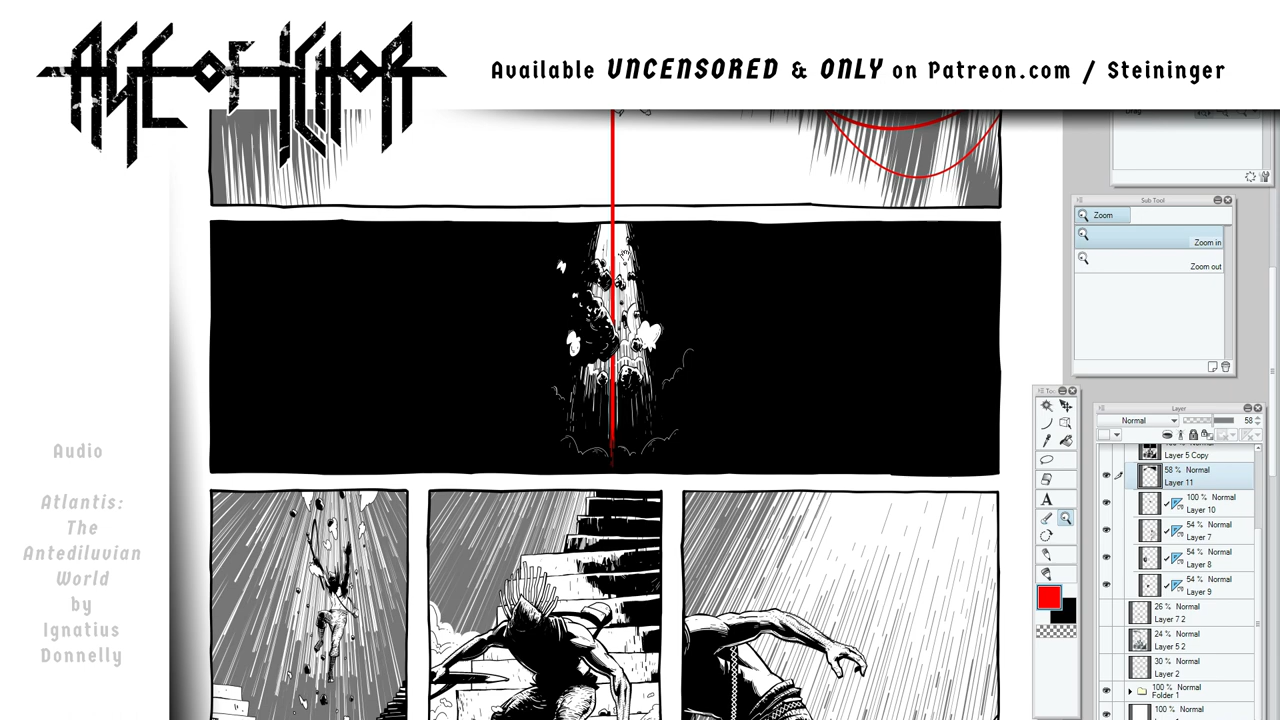 AGE OF ICHOR
Available UNCENSORED & ONLY on Patreon.com / Steininger
Audio
Atlantis:
The
Antediluvian
World
by
Ignatius
Donnelly
Sub Tool
Zoom
Zoom in
Zoom out
Layer
Normal
58
Layer 5 Copy
58 % Normal
Layer 11
100 % Normal
Layer 10
54 % Normal
Layer 7
54 % Normal
Layer 8
54 % Normal
Layer 9
26 % Normal
Layer 7 2
24 % Normal
Layer 5 2
30 % Normal
Layer 2
100 % Normal
Folder 1
100 % Normal